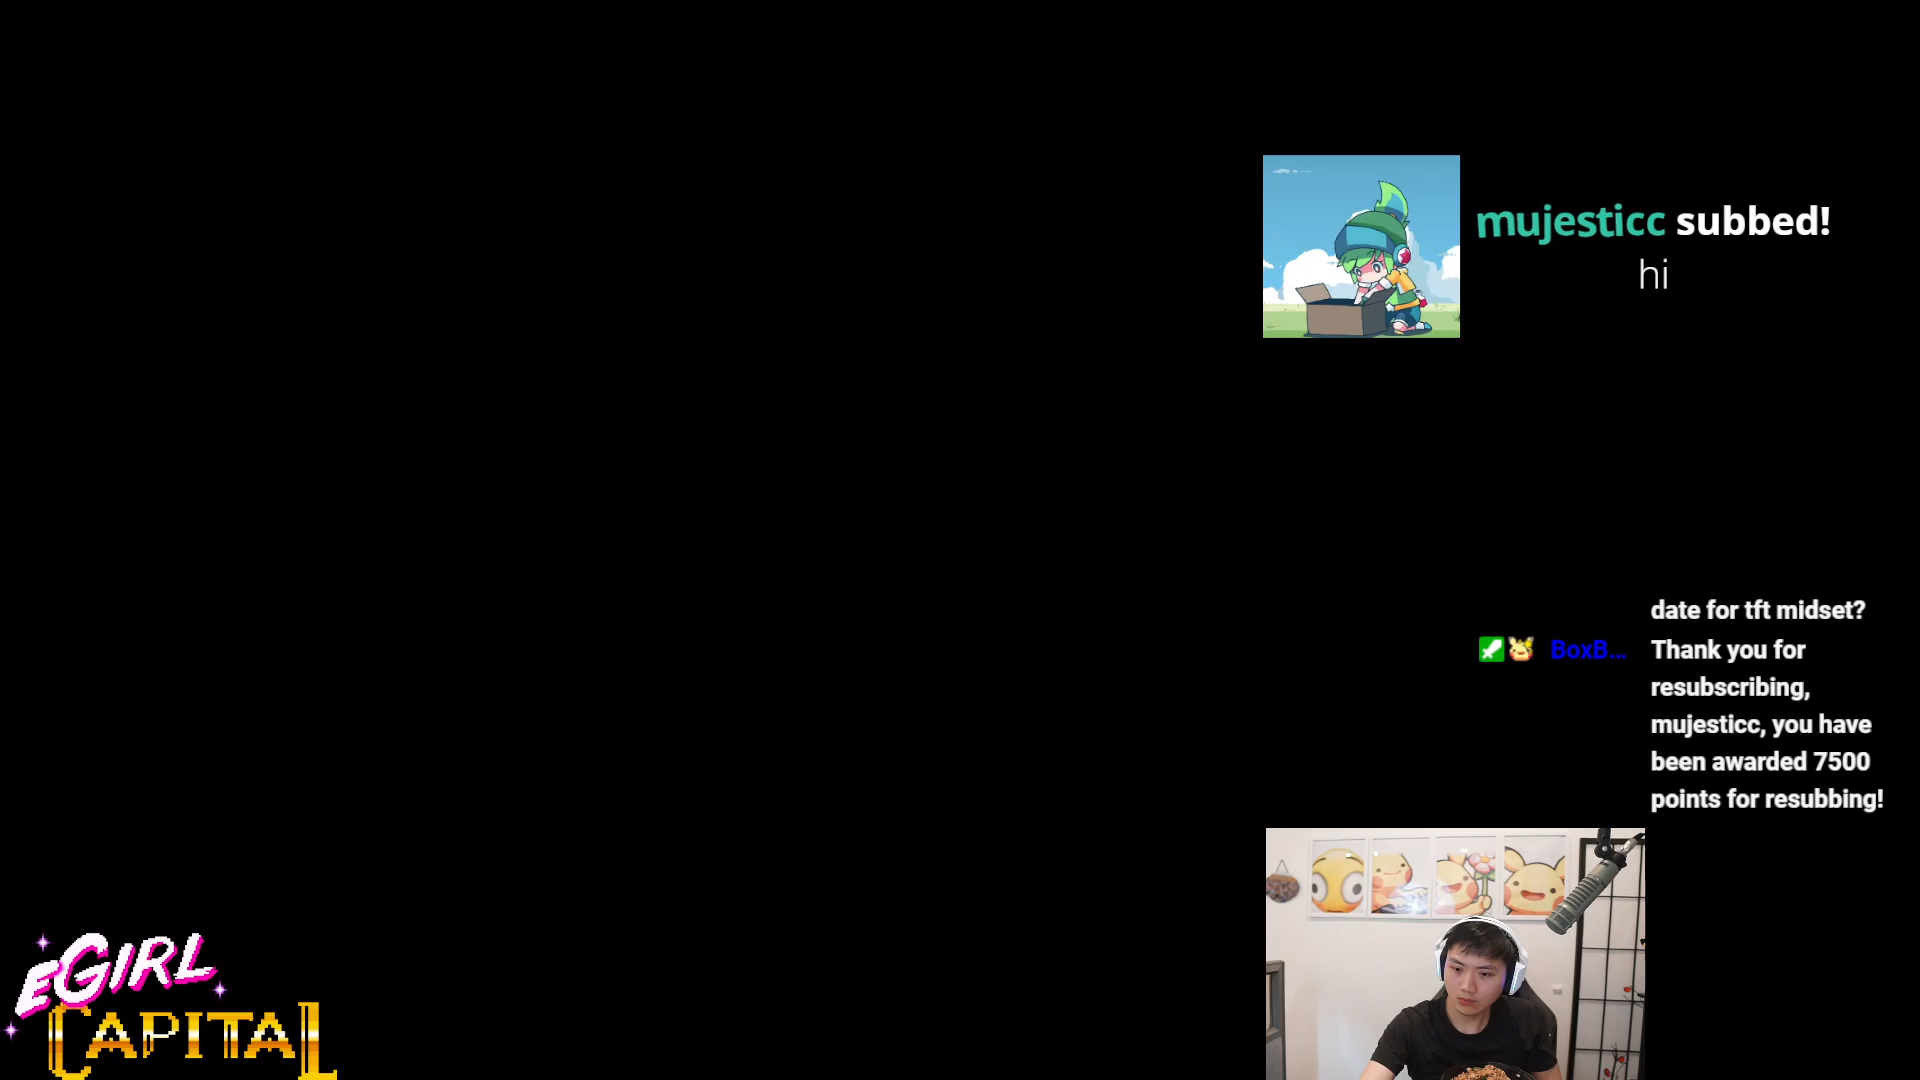 mujesticc subbed!
hi
date for tft midset?
BoxB... Thank you for
resubscribing,
mujesticc, you have
been awarded 7500
points for resubbing!
EGIRL
CAPITAL